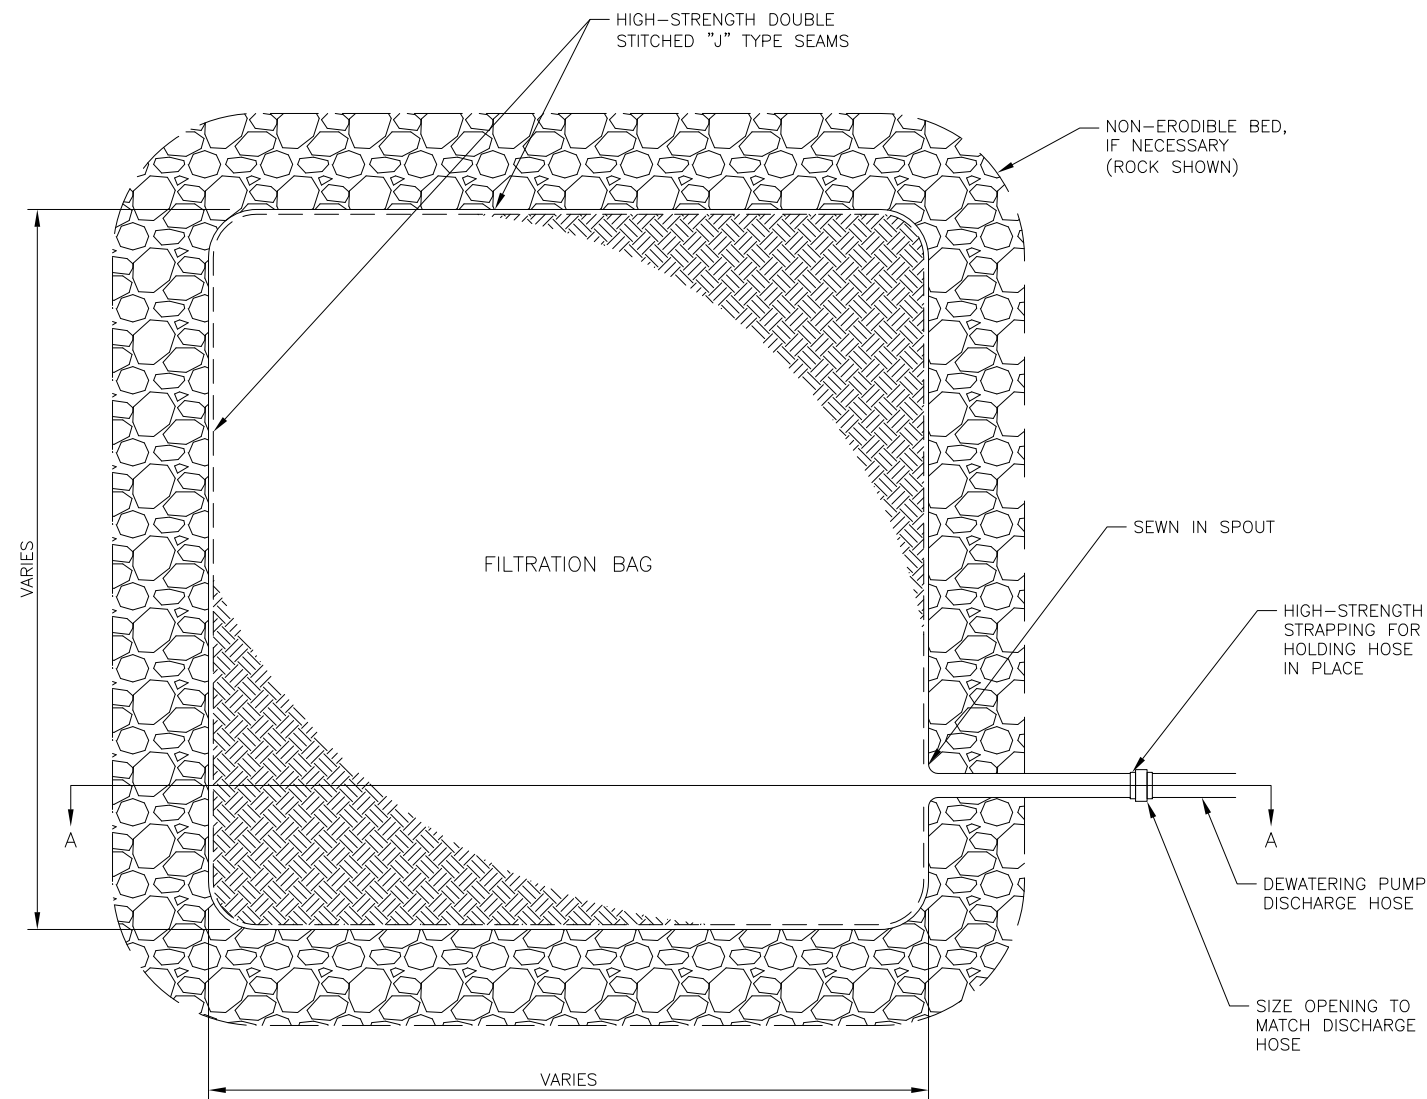 HIGH-STRENGTH DOUBLE
STITCHED "J" TYPE SEAMS
NON-ERODIBLE BED,
IF NECESSARY
(ROCK SHOWN)
SEWN IN SPOUT
VARIES
FILTRATION BAG
HIGH-STRENGTH
STRAPPING FOR
HOLDING HOSE
IN PLACE
A
A
DEWATERING PUMP
DISCHARGE HOSE
SIZE OPENING TO
MATCH DISCHARGE
HOSE
VARIES